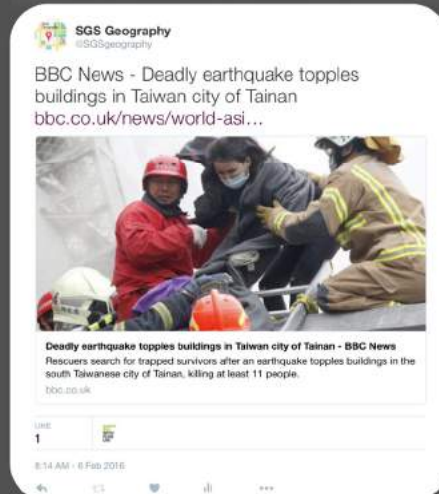 SGS Geography
@SGSgeography
BBC News - Deadly earthquake topples
buildings in Taiwan city of Tainan
bbc.co.uk/news/world-asi...
Deadly earthquake topples buildings in Taiwan city of Tainan - BBC News
Rescuers search for trapped survivors after an earthquake topples buildings in the
south Taiwanese city of Tainan, killing at least 11 people.
bbc.co.uk
LIKE
1
8:14 AM - 6 Feb 2016